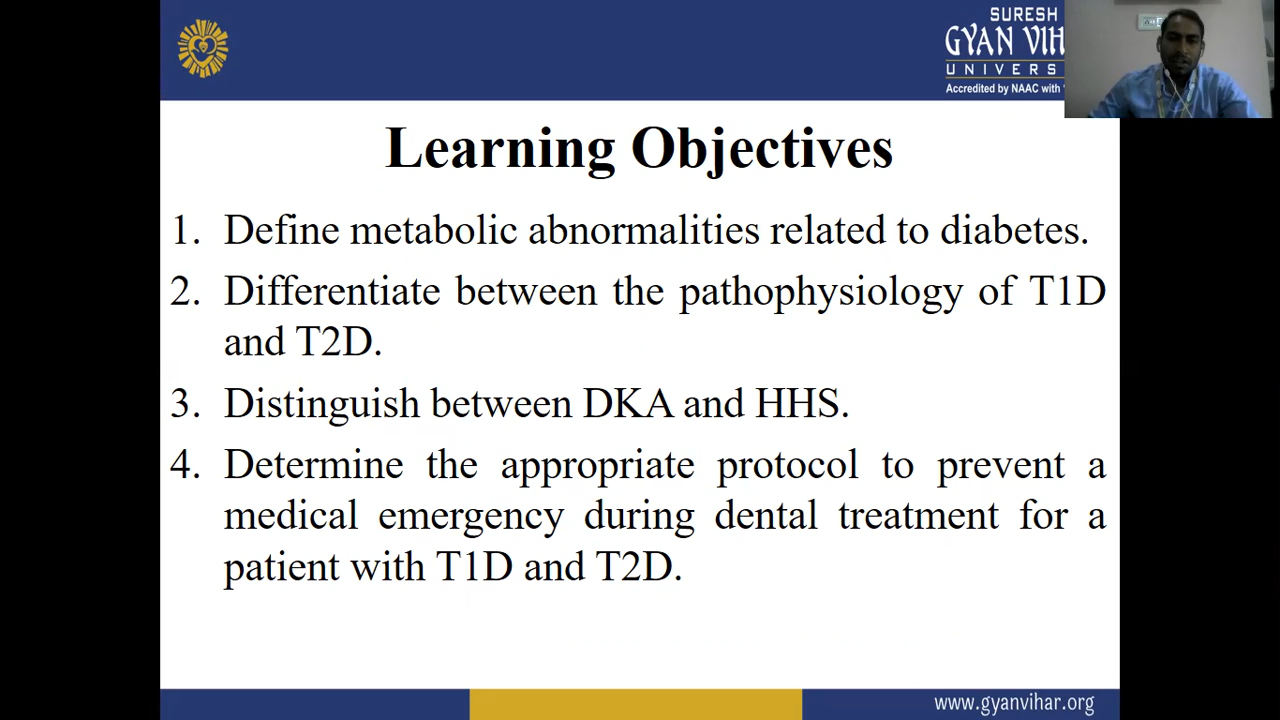 SURESH
GYAN VIH
UNIVERS
Accredited by NAAC with
Learning Objectives
1. Define metabolic abnormalities related to diabetes.
2. Differentiate between the pathophysiology of T1D
and T2D.
3. Distinguish between DKA and HHS.
4. Determine the appropriate protocol to prevent a
medical emergency during dental treatment for a
patient with T1D and T2D.
www.gyanvihar.org